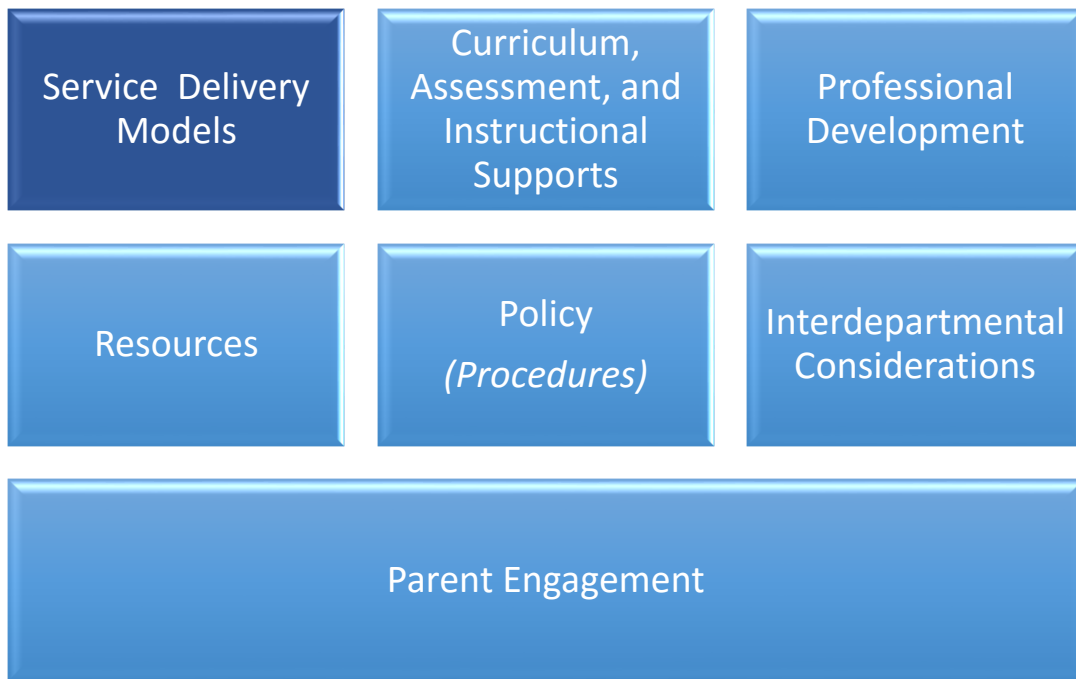 Service Delivery
Models
Curriculum,
Assessment, and
Instructional
Supports
Professional
Development
Resources
Policy
(Procedures)
Interdepartmental
Considerations
Parent Engagement